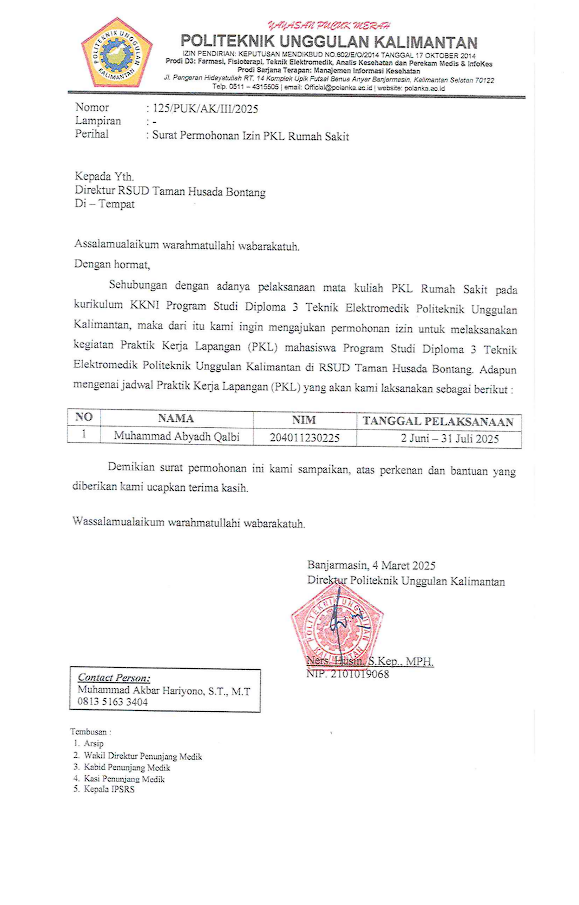 YAYASAN PUCUK MERAH
POLITEKNIK UNGGULAN KALIMANTAN
IZIN PENDIRIAN: KEPUTUSAN MENDIKBUD NO.602/E/O/2014 TANGGAL 17 OKTOBER 2014
Prodi D3: Farmasi, Fisioterapi, Teknik Elektromedik, Analis Kesehatan dan Perekam Medis & InfoKes
Prodi Sarjana Terapan: Manajemen Informasi Kesehatan
Jl. Pangeran Hidayatullah RT. 14 Komplek Upik Futsal Benua Anyar Banjarmasin, Kalimantan Selatan 70122
Telp. 0511 – 4315505 | email: Official@polanka.ac.id | website: polanka.ac.id
POLITEKNIK UNGGULAN
KALIMANTAN
Nomor : 125/PUK/AK/III/2025
Lampiran : -
Perihal : Surat Permohonan Izin PKL Rumah Sakit
Kepada Yth.
Direktur RSUD Taman Husada Bontang
Di – Tempat
Assalamualaikum warahmatullahi wabarakatuh.
Dengan hormat,
Sehubungan dengan adanya pelaksanaan mata kuliah PKL Rumah Sakit pada
kurikulum KKNI Program Studi Diploma 3 Teknik Elektromedik Politeknik Unggulan
Kalimantan, maka dari itu kami ingin mengajukan permohonan izin untuk melaksanakan
kegiatan Praktik Kerja Lapangan (PKL) mahasiswa Program Studi Diploma 3 Teknik
Elektromedik Politeknik Unggulan Kalimantan di RSUD Taman Husada Bontang. Adapun
mengenai jadwal Praktik Kerja Lapangan (PKL) yang akan kami laksanakan sebagai berikut :
NO NAMA NIM TANGGAL PELAKSANAAN
1 Muhammad Abyadh Qalbi 204011230225 2 Juni – 31 Juli 2025
Demikian surat permohonan ini kami sampaikan, atas perkenan dan bantuan yang
diberikan kami ucapkan terima kasih.
Wassalamualaikum warahmatullahi wabarakatuh.
Banjarmasin, 4 Maret 2025
Direktur Politeknik Unggulan Kalimantan
POLITEKNIK UNGGULAN
KALIMANTAN
Ners. Husin, S.Kep., MPH.
NIP. 2101019068
Contact Person:
Muhammad Akbar Hariyono, S.T., M.T
0813 5163 3404
Tembusan :
1. Arsip
2. Wakil Direktur Penunjang Medik
3. Kabid Penunjang Medik
4. Kasi Penunjang Medik
5. Kepala IPSRS